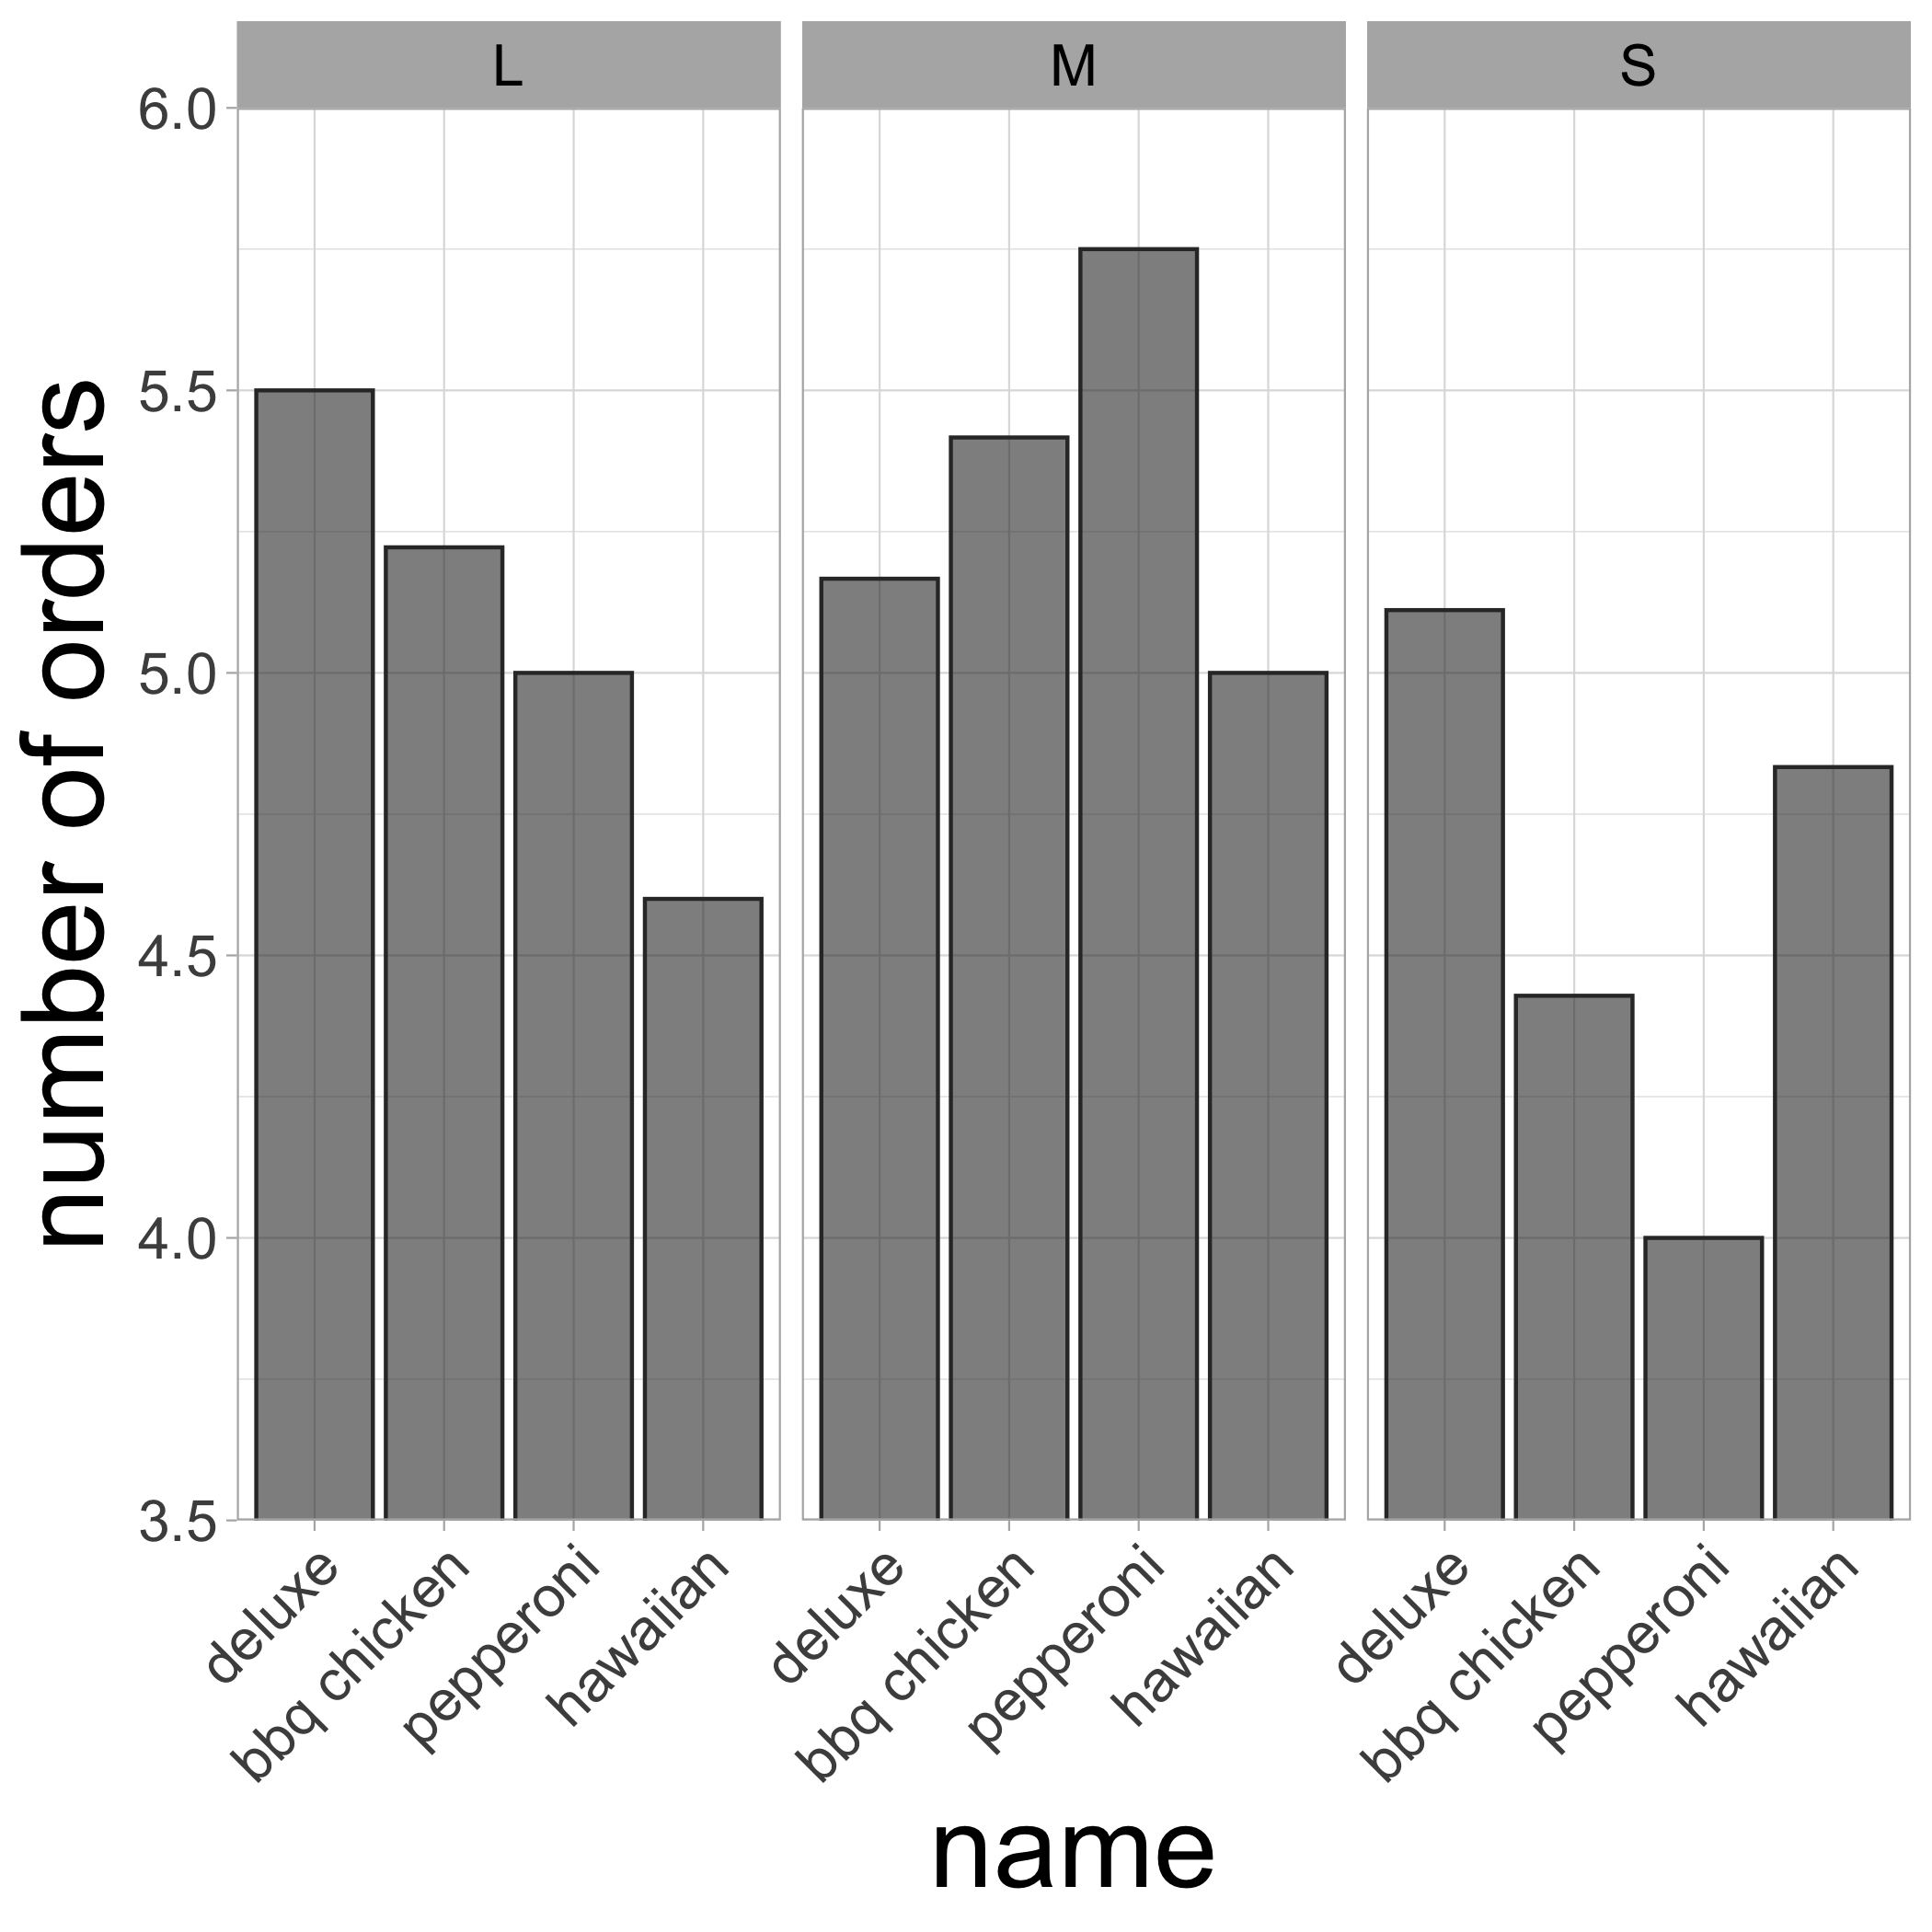 L M S
6.0
5.5
5.0
4.5
4.0
3.5
number of orders
deluxe bbq chicken pepperoni hawaiian deluxe bbq chicken pepperoni hawaiian deluxe bbq chicken pepperoni hawaiian
name